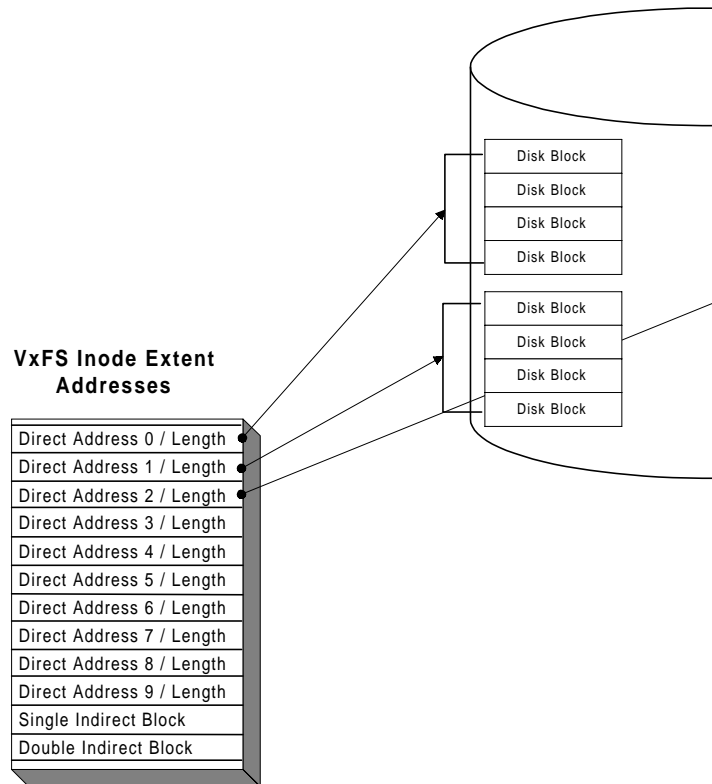 Disk Block
Disk Block
Disk Block
Disk Block
Disk Block
Disk Block
Disk Block
Disk Block
VxFS Inode Extent
Addresses
Direct Address 0 / Length
Direct Address 1 / Length
Direct Address 2 / Length
Direct Address 3 / Length
Direct Address 4 / Length
Direct Address 5 / Length
Direct Address 6 / Length
Direct Address 7 / Length
Direct Address 8 / Length
Direct Address 9 / Length
Single Indirect Block
Double Indirect Block